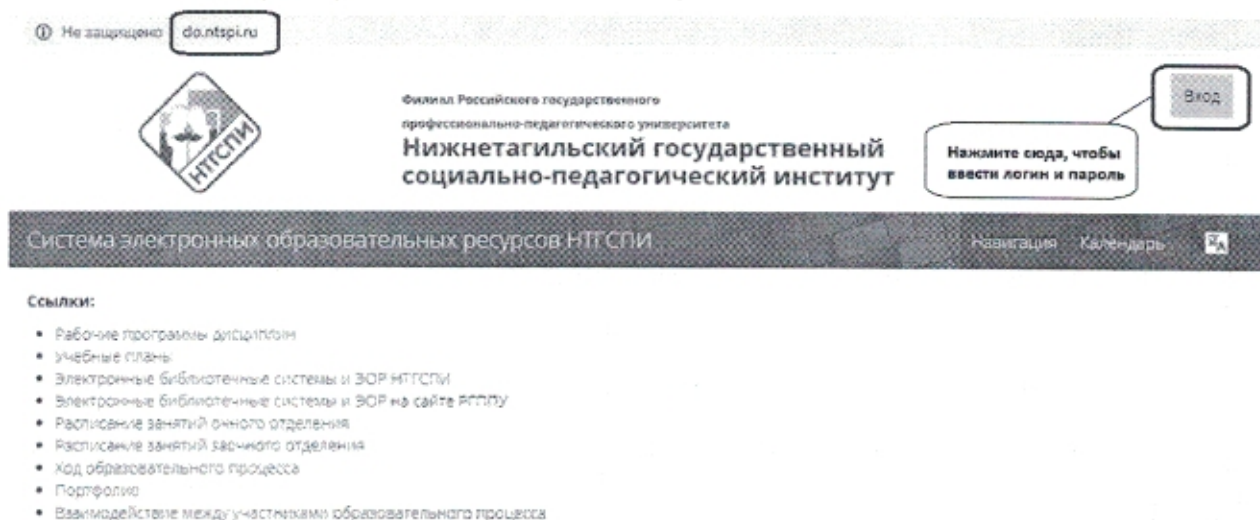 Не защищено do.ntspi.ru
Вход
НТГСПИ
Филиал Российского государственного
профессионально-педагогического университета
Нижнетагильский государственный
социально-педагогический институт
Нажмите сюда, чтобы
ввести логин и пароль
Система электронных образовательных ресурсов НТГСПИ
Навигация Календарь
Ссылки:
Рабочие программы дисциплин
Учебные планы
Электронные библиотечные системы и ЭОР НТГСПИ
Электронные библиотечные системы и ЭОР на сайте РГППУ
Расписание занятий очного отделения
Расписание занятий заочного отделения
Ход образовательного процесса
Портфолио
Взаимодействие между участниками образовательного процесса